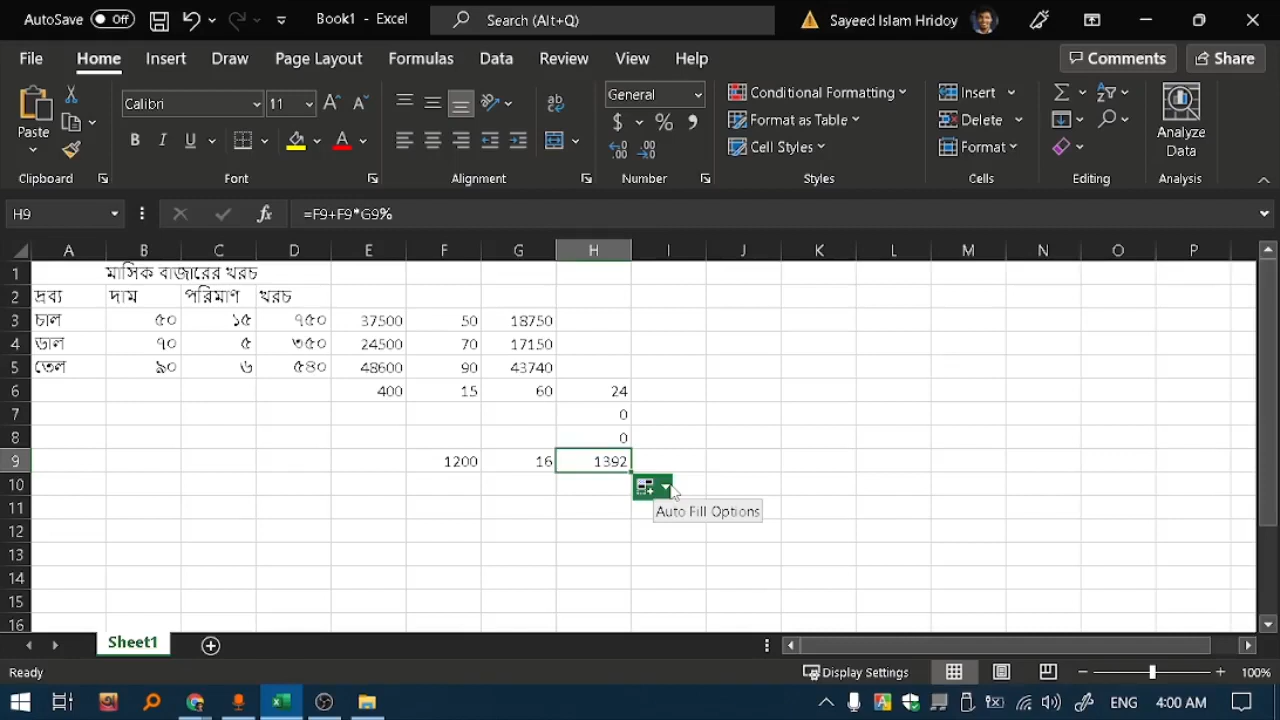 AutoSave Off Book1 - Excel Search (Alt+Q) Sayeed Islam Hridoy
File Home Insert Draw Page Layout Formulas Data Review View Help Comments Share
Paste Calibri 11 General Conditional Formatting Insert Analyze Data
Format as Table Delete
B I U A $ % Cell Styles Format
Clipboard Font Alignment Number Styles Cells Editing Analysis
H9 fx =F9+F9*G9%
A B C D E F G H I J K L M N O P
1 মাসিক বাজারের খরচ
2 দ্রব্য দাম পরিমাণ খরচ
3 চাল ৫০ ১৫ ৭৫০ 37500 50 18750
4 ডাল ৭০ ৫ ৩৫০ 24500 70 17150
5 তেল ৯০ ৬ ৫৪০ 48600 90 43740
6 400 15 60 24
7 0
8 0
9 1200 16 1392
10
11 Auto Fill Options
12
13
14
15
16
Sheet1
Ready Display Settings 100%
ENG 4:00 AM